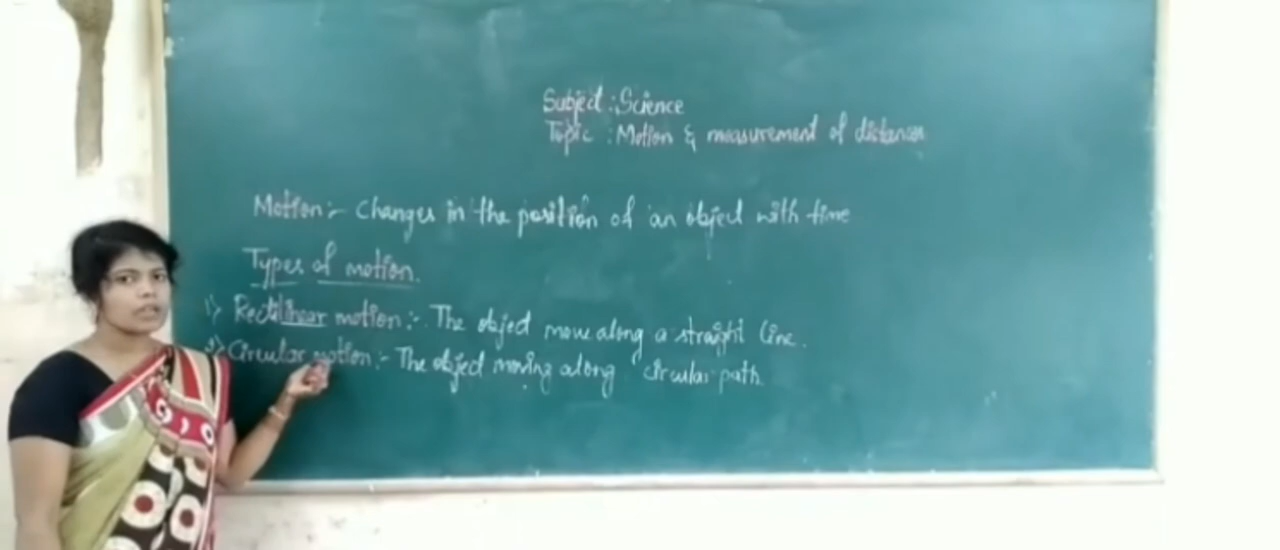 Subject : Science
Topic : Motion & measurement of distances
Motion :- Changes in the position of an object with time
Types of motion.
1) Rectilinear motion :- The object move along a straight line.
2) Circular motion :- The object moving along circular path.